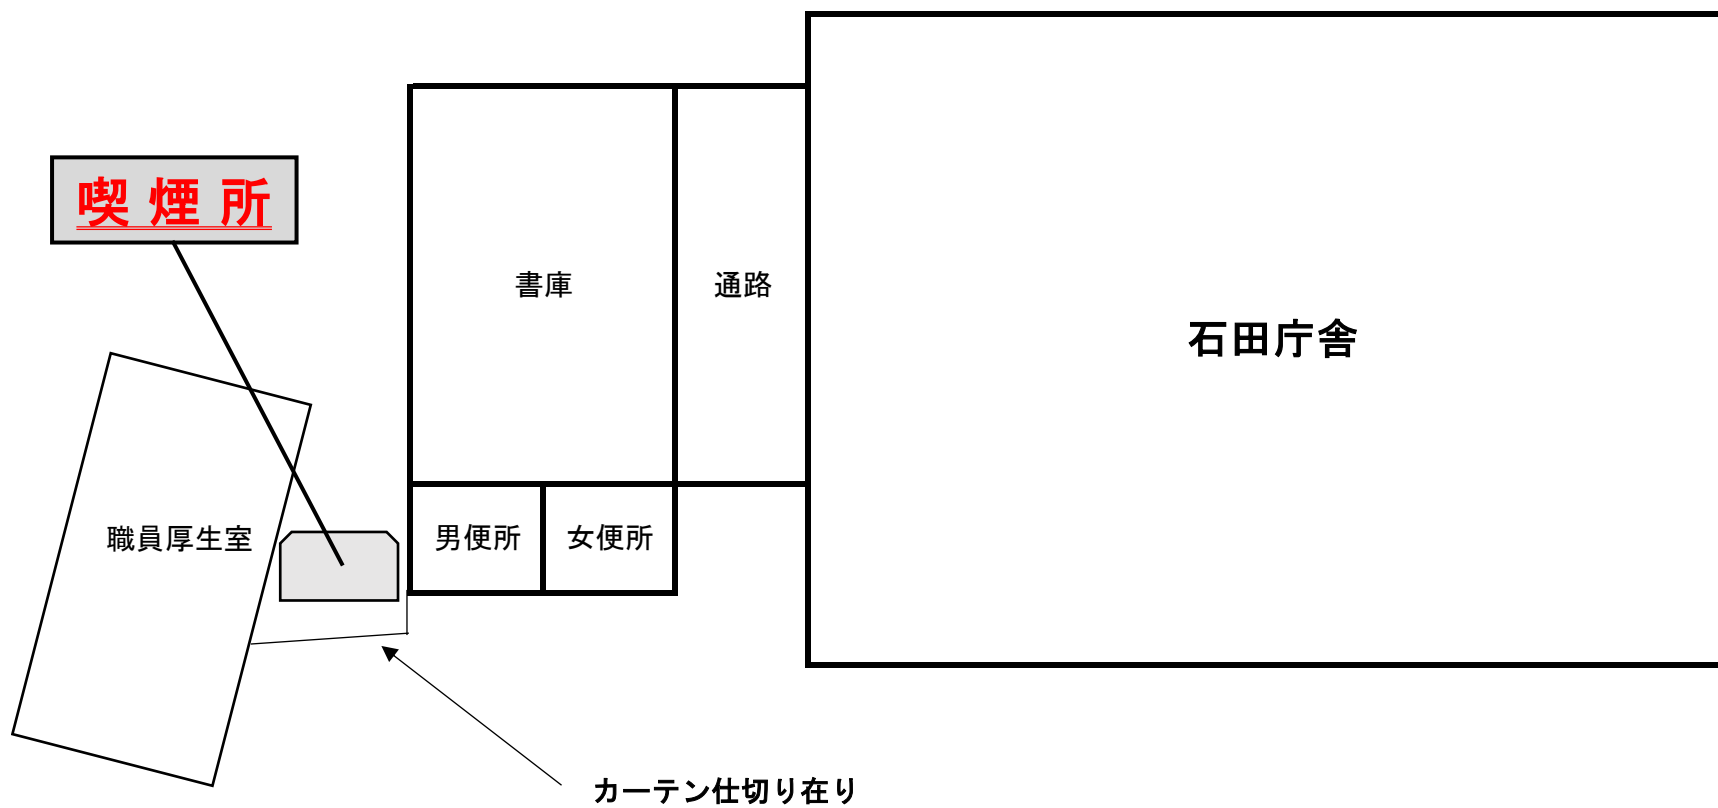 喫煙所
書庫
通路
石田庁舎
職員厚生室
男便所
女便所
カーテン仕切り在り